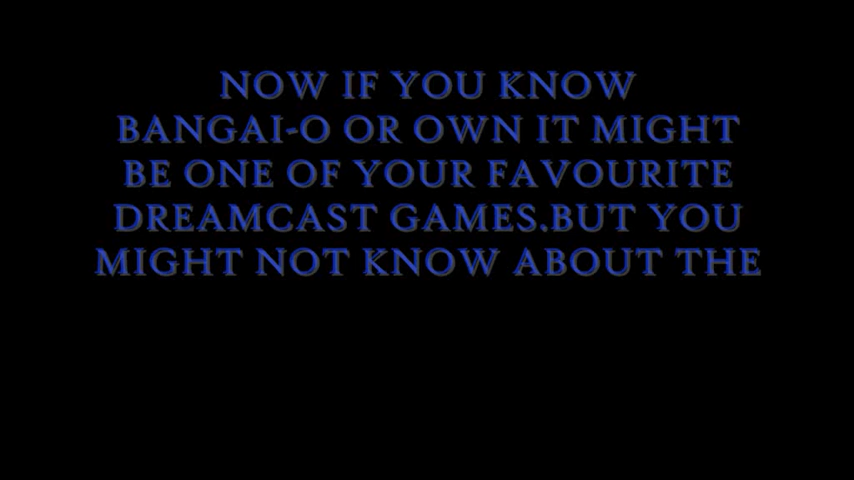 NOW IF YOU KNOW
BANGAI-O OR OWN IT MIGHT
BE ONE OF YOUR FAVOURITE
DREAMCAST GAMES.BUT YOU
MIGHT NOT KNOW ABOUT THE